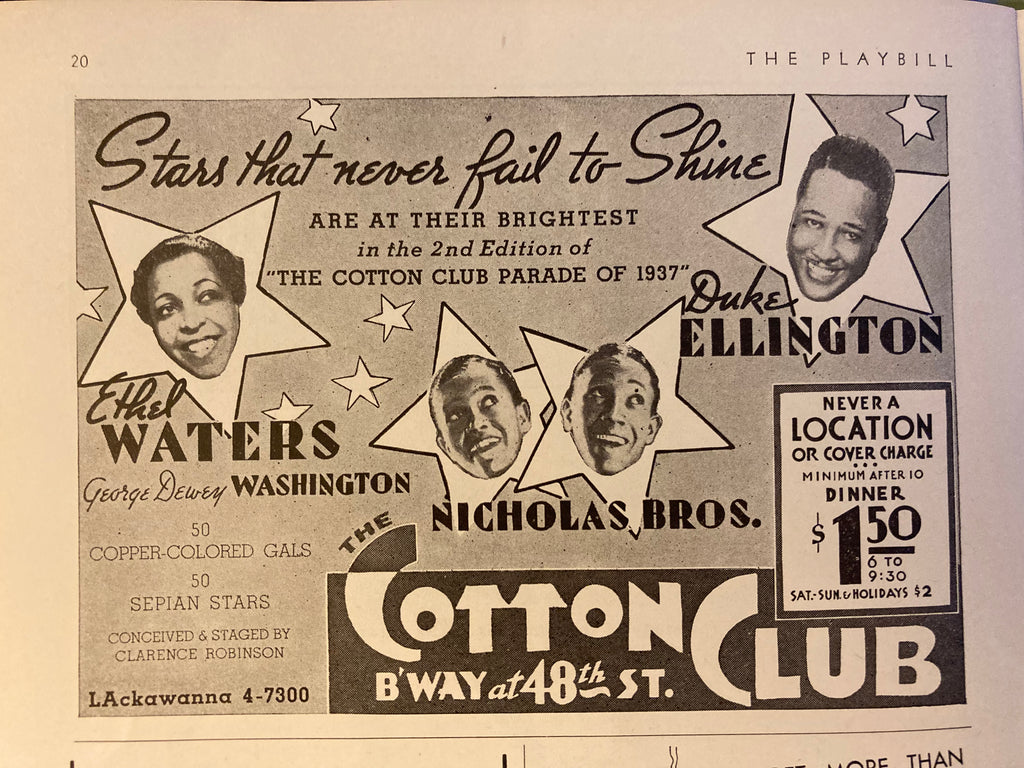 20
THE PLAYBILL
Stars that never fail to Shine
ARE AT THEIR BRIGHTEST
in the 2nd Edition of
"THE COTTON CLUB PARADE OF 1937"
Ethel
WATERS
George Dewey WASHINGTON
50
COPPER-COLORED GALS
50
SEPIAN STARS
CONCEIVED & STAGED BY
CLARENCE ROBINSON
LAckawanna 4-7300
NICHOLAS BROS.
Duke
ELLINGTON
NEVER A
LOCATION
OR COVER CHARGE
MINIMUM AFTER 10
DINNER
$1.50
6 TO
9:30
SAT.-SUN. & HOLIDAYS $2
THE
COTTON CLUB
B'WAY at 48th ST.
MORE THAN